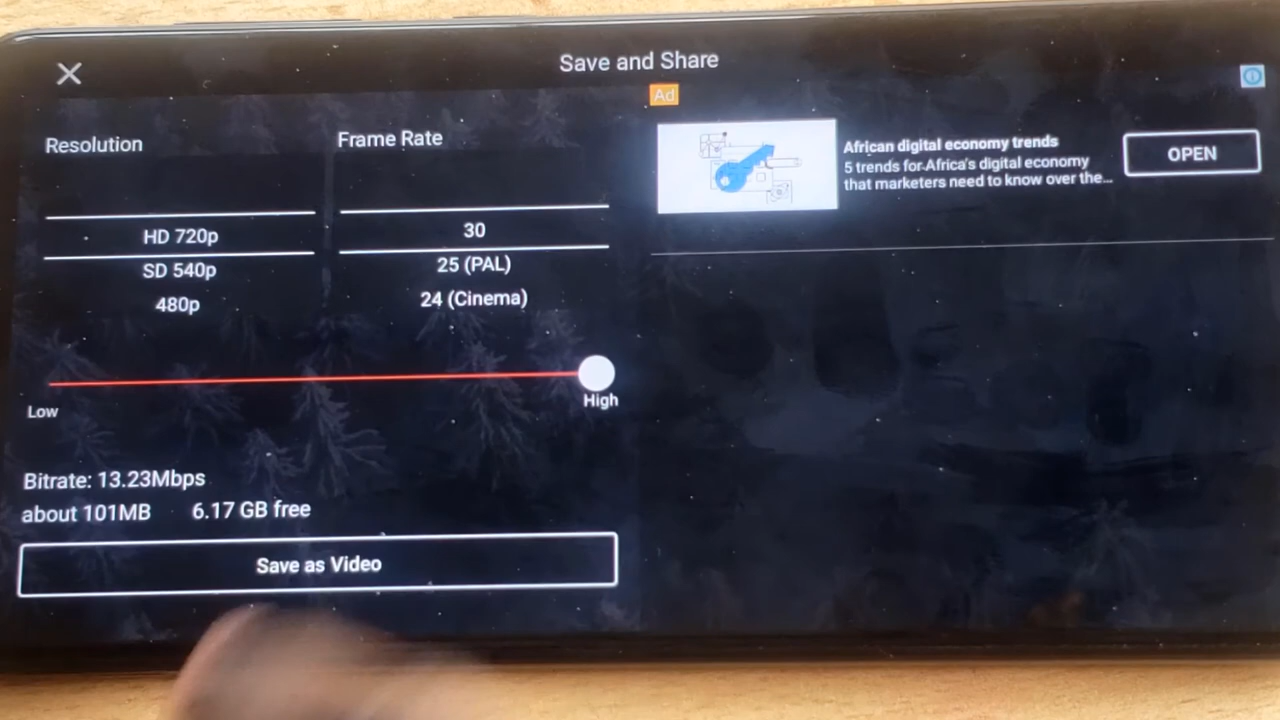 Save and Share
Resolution
Frame Rate
HD 720p
SD 540p
480p
30
25 (PAL)
24 (Cinema)
Low
High
Bitrate: 13.23Mbps
about 101MB 6.17 GB free
Save as Video
Ad
African digital economy trends
5 trends for Africa's digital economy
that marketers need to know over the...
OPEN